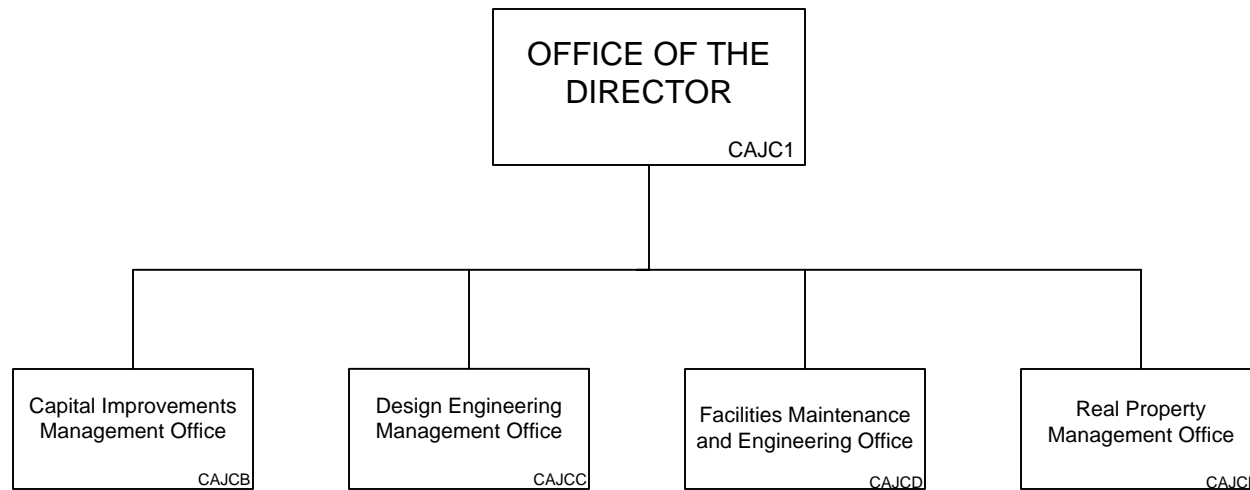 OFFICE OF THE
DIRECTOR
CAJC1
Capital Improvements
Management Office
CAJCB
Design Engineering
Management Office
CAJCC
Facilities Maintenance
and Engineering Office
CAJCD
Real Property
Management Office